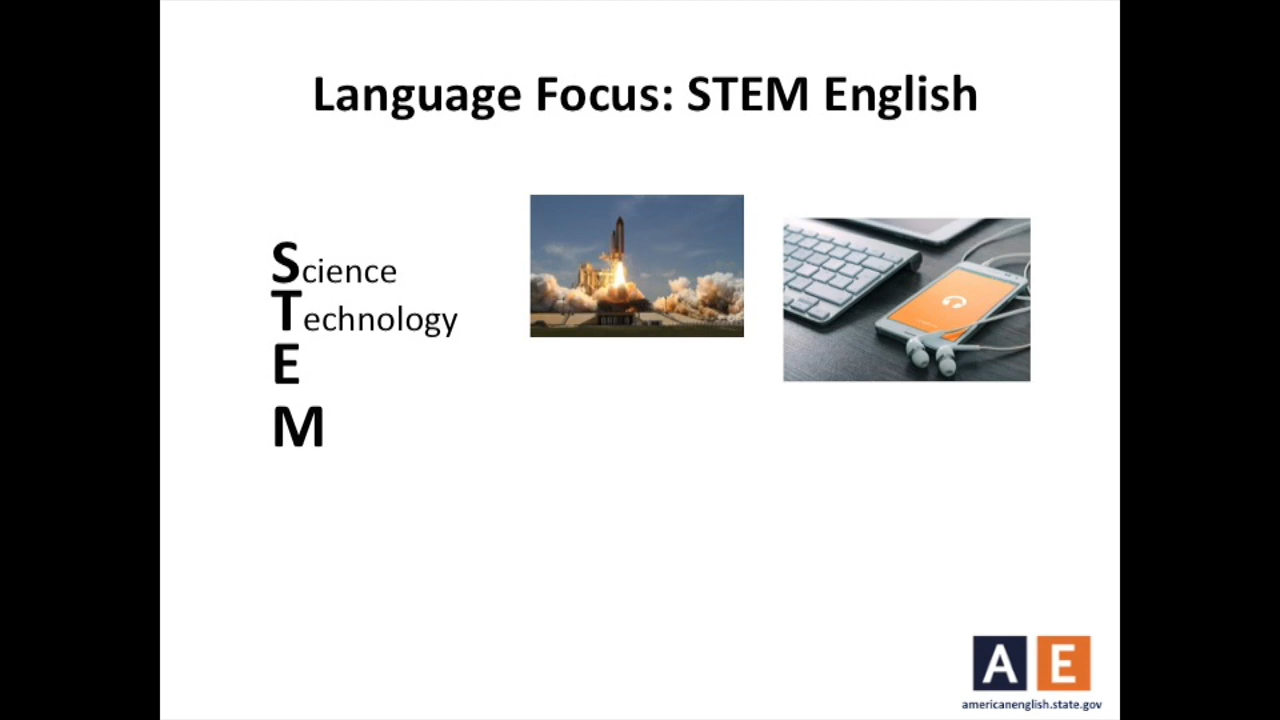 Language Focus: STEM English
Science
Technology
E
M
A E
americanenglish.state.gov